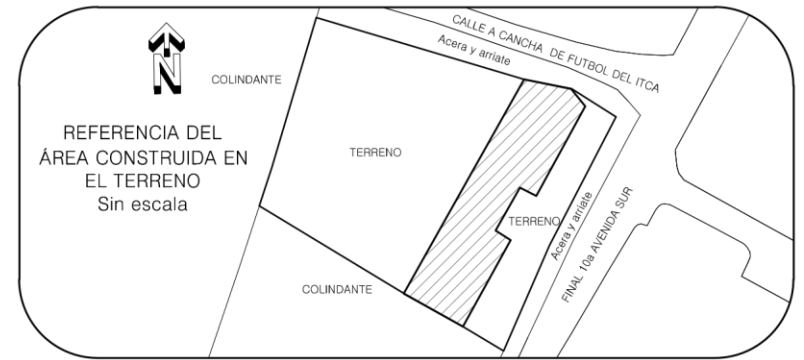 CALLE A CANCHA DE FUTBOL DEL ITCA
Acera y arriate
N
COLINDANTE
REFERENCIA DEL
ÁREA CONSTRUIDA EN
EL TERRENO
Sin escala
TERRENO
TERRENO
Acera y arriate
FINAL 10a AVENIDA SUR
COLINDANTE